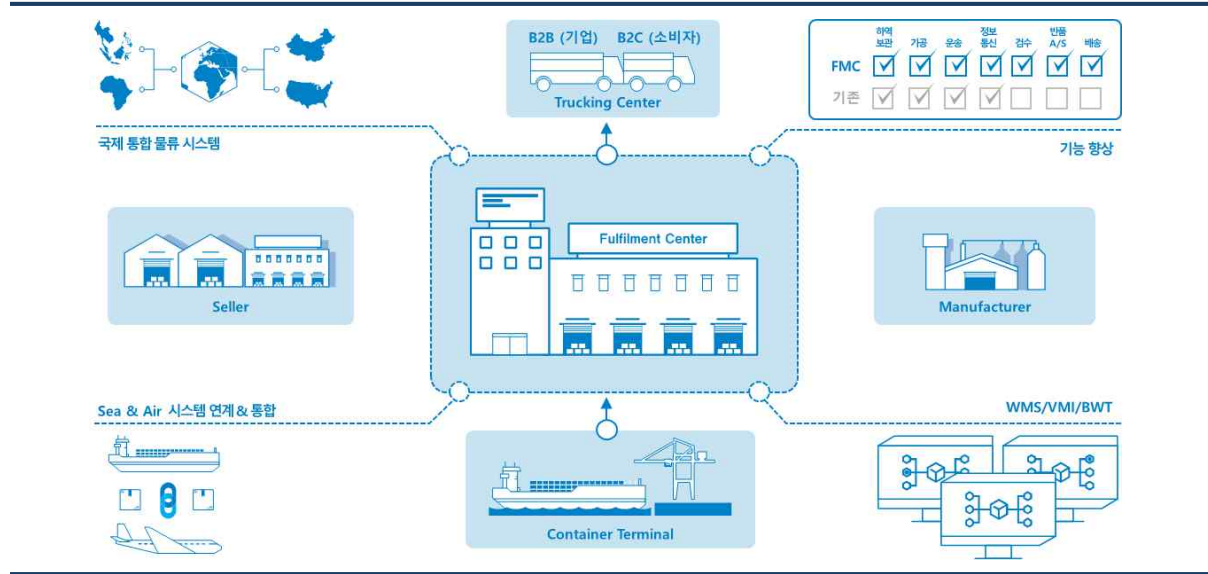 B2B (기업) B2C (소비자)
Trucking Center
하역
보관
가공
운송
정보
통신
검수
반품
A/S
배송
FMC
기존
국제 통합 물류 시스템
기능 향상
Fulfilment Center
Seller
Manufacturer
Sea & Air 시스템 연계 & 통합
WMS/VMI/BWT
Container Terminal